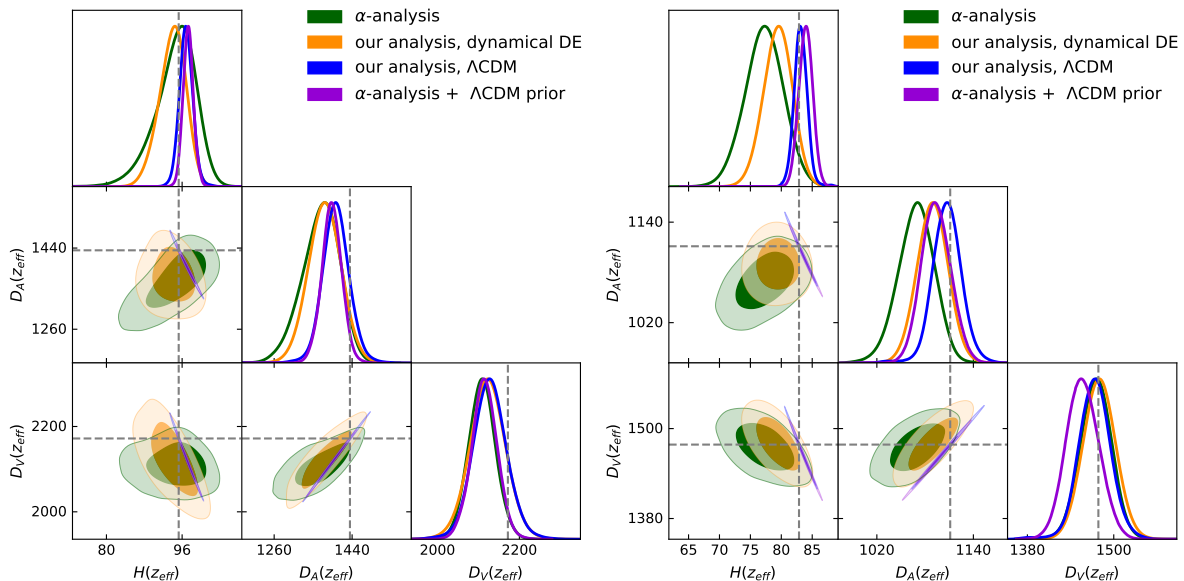 α-analysis
our analysis, dynamical DE
our analysis, ΛCDM
α-analysis + ΛCDM prior
1440
1260
D_A(z_eff)
2200
2000
D_V(z_eff)
80
96
H(z_eff)
1260
1440
D_A(z_eff)
2000
2200
D_V(z_eff)
α-analysis
our analysis, dynamical DE
our analysis, ΛCDM
α-analysis + ΛCDM prior
1140
1020
D_A(z_eff)
1500
1380
D_V(z_eff)
65
70
75
80
85
H(z_eff)
1020
1140
D_A(z_eff)
1380
1500
D_V(z_eff)